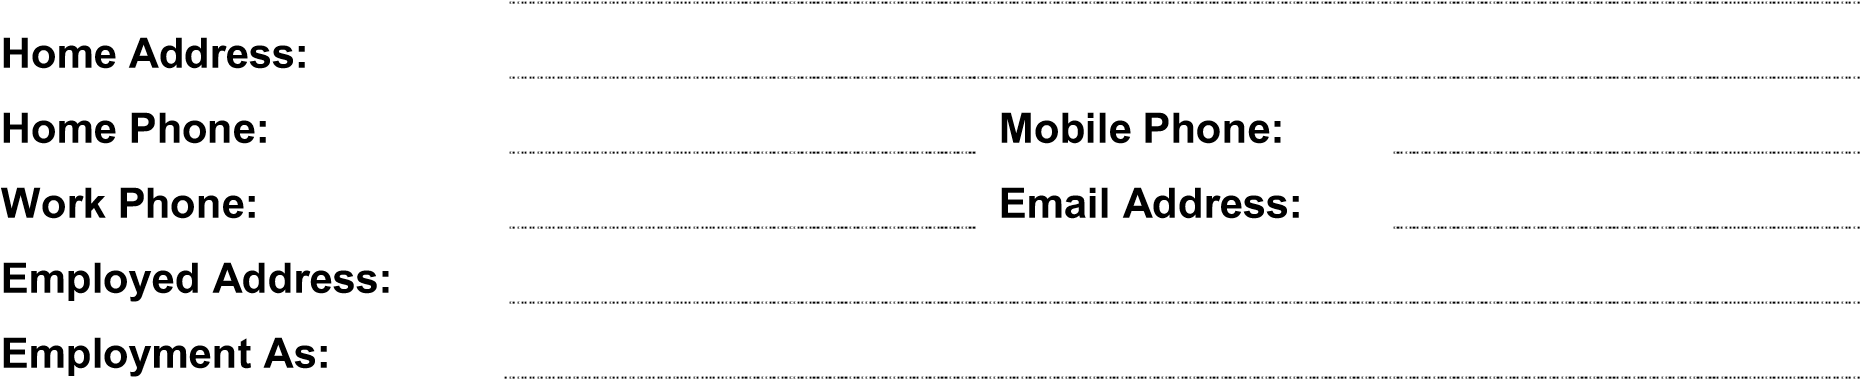 Home Address:
Home Phone: Mobile Phone:
Work Phone: Email Address:
Employed Address:
Employment As: